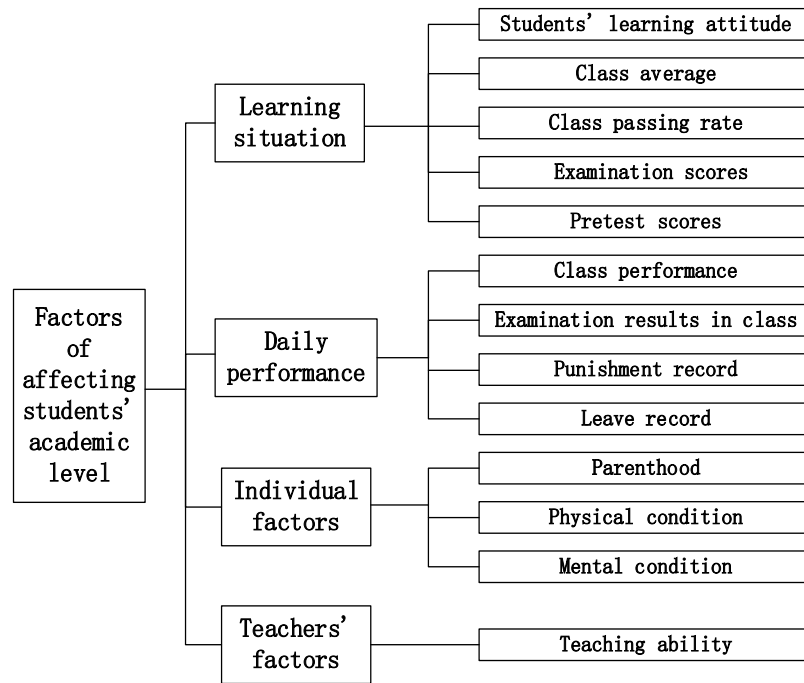 Factors
of
affecting
students'
academic
level
Learning
situation
Students' learning attitude
Class average
Class passing rate
Examination scores
Pretest scores
Daily
performance
Class performance
Examination results in class
Punishment record
Leave record
Individual
factors
Parenthood
Physical condition
Mental condition
Teachers'
factors
Teaching ability